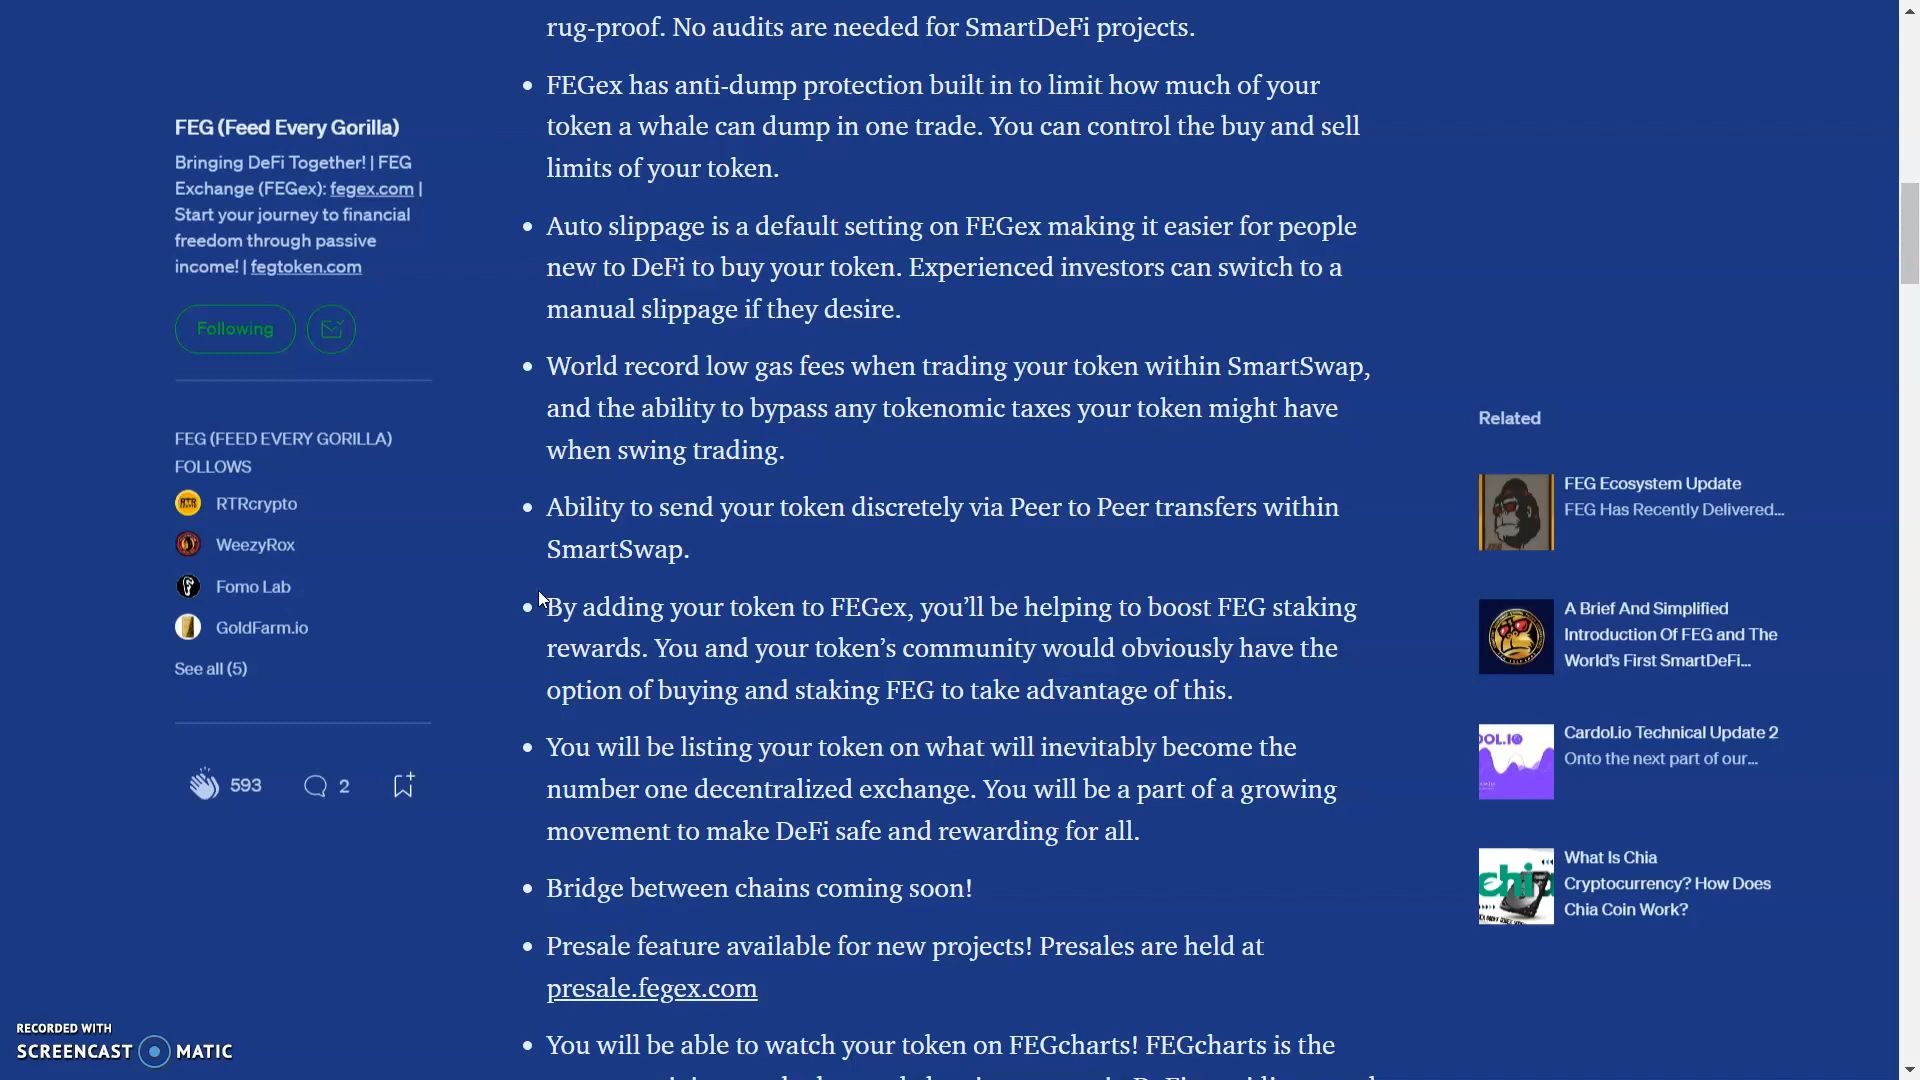 rug-proof. No audits are needed for SmartDeFi projects.
FEGex has anti-dump protection built in to limit how much of your
token a whale can dump in one trade. You can control the buy and sell
limits of your token.
Auto slippage is a default setting on FEGex making it easier for people
new to DeFi to buy your token. Experienced investors can switch to a
manual slippage if they desire.
World record low gas fees when trading your token within SmartSwap,
and the ability to bypass any tokenomic taxes your token might have
when swing trading.
Ability to send your token discretely via Peer to Peer transfers within
SmartSwap.
By adding your token to FEGex, you’ll be helping to boost FEG staking
rewards. You and your token’s community would obviously have the
option of buying and staking FEG to take advantage of this.
You will be listing your token on what will inevitably become the
number one decentralized exchange. You will be a part of a growing
movement to make DeFi safe and rewarding for all.
Bridge between chains coming soon!
Presale feature available for new projects! Presales are held at
presale.fegex.com
You will be able to watch your token on FEGcharts! FEGcharts is the
FEG (Feed Every Gorilla)
Bringing DeFi Together! | FEG
Exchange (FEGex): fegex.com |
Start your journey to financial
freedom through passive
income! | fegtoken.com
Following
FEG (FEED EVERY GORILLA)
FOLLOWS
RTRcrypto
WeezyRox
Fomo Lab
GoldFarm.io
See all (5)
593
2
Related
FEG Ecosystem Update
FEG Has Recently Delivered...
A Brief And Simplified
Introduction Of FEG and The
World’s First SmartDeFi...
Cardol.io Technical Update 2
Onto the next part of our...
What Is Chia
Cryptocurrency? How Does
Chia Coin Work?
RECORDED WITH
SCREENCAST MATIC